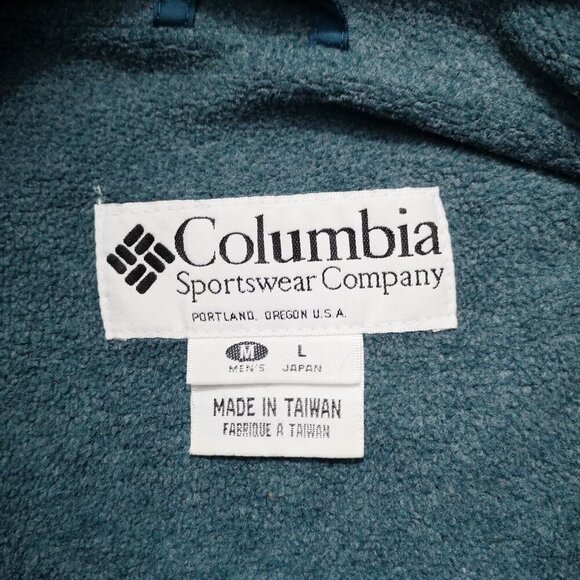 Columbia
Sportswear Company
PORTLAND, OREGON U.S.A.
M L
MEN'S JAPAN
MADE IN TAIWAN
FABRIQUE A TAIWAN